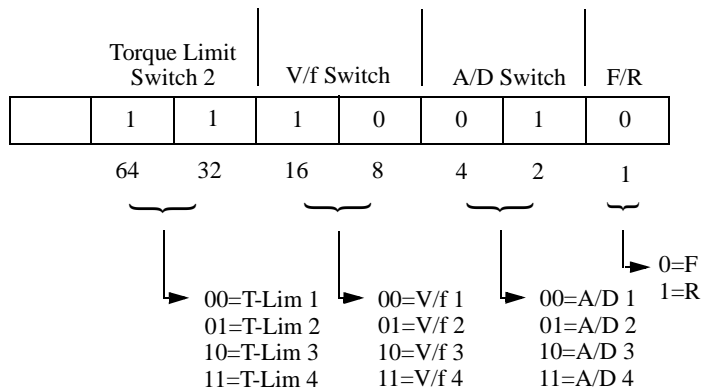 Torque Limit
Switch 2
V/f Switch
A/D Switch
F/R
1 1 1 0 0 1 0
64 32 16 8 4 2 1
0=F
1=R
00=T-Lim 1
01=T-Lim 2
10=T-Lim 3
11=T-Lim 4
00=V/f 1
01=V/f 2
10=V/f 3
11=V/f 4
00=A/D 1
01=A/D 2
10=A/D 3
11=A/D 4